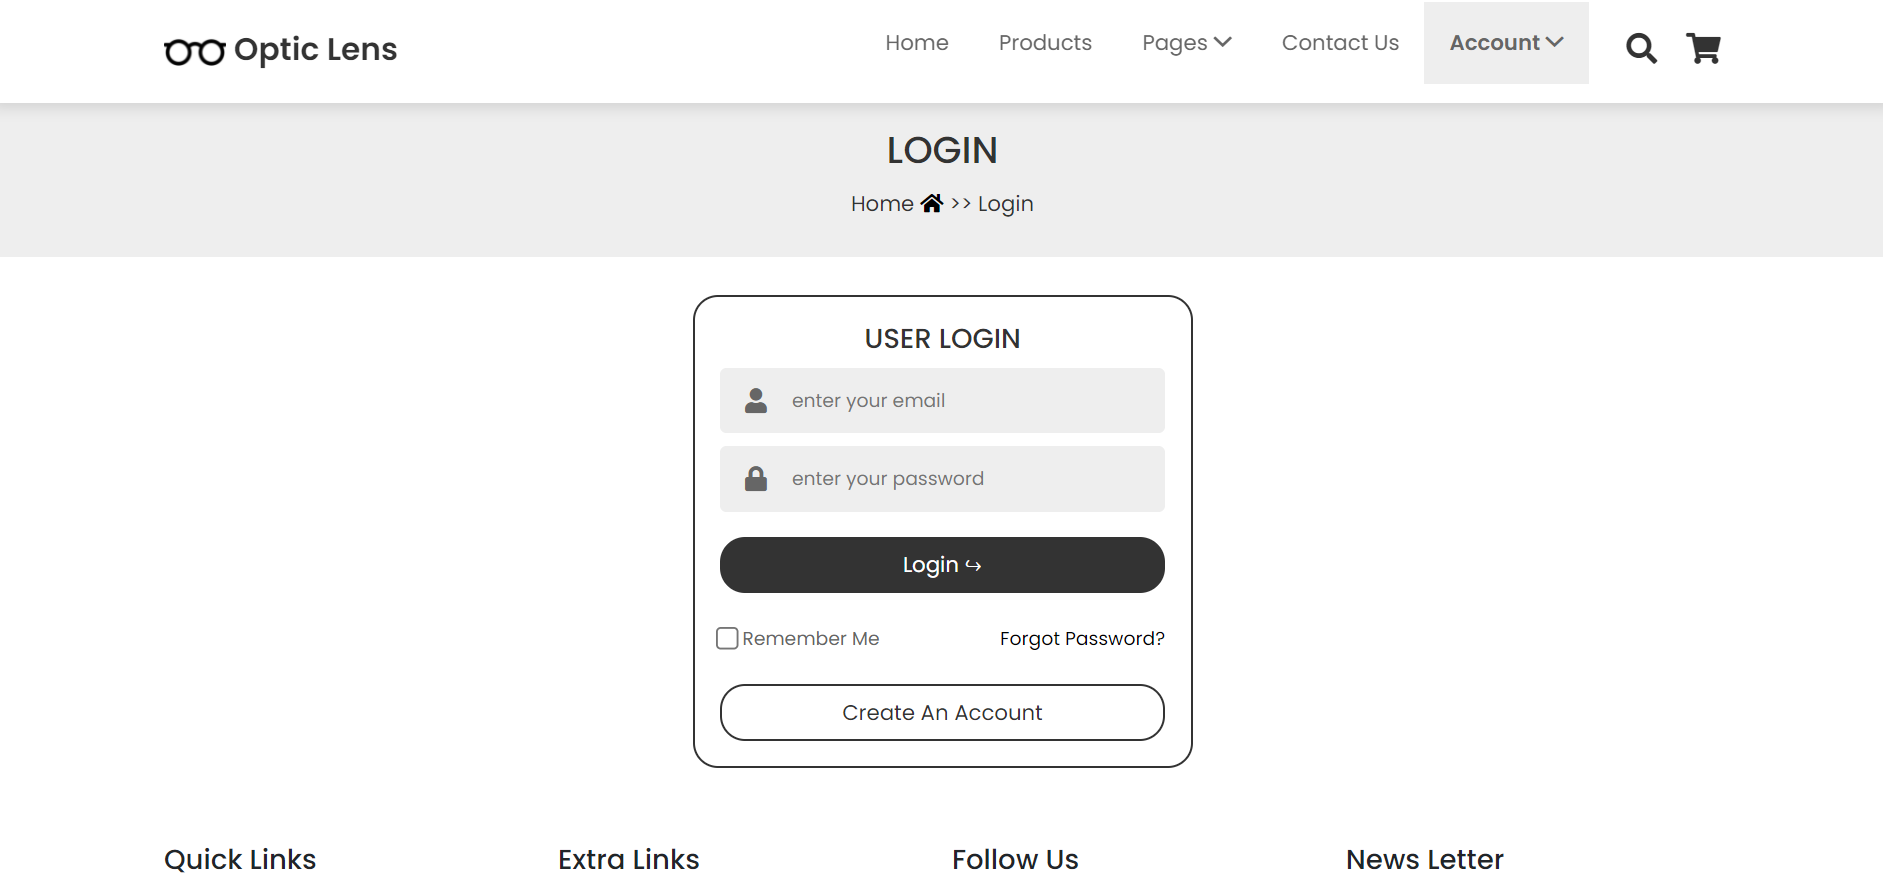 Optic Lens
Home Products Pages Contact Us Account
LOGIN
Home >> Login
USER LOGIN
enter your email
enter your password
Login ↪
Remember Me Forgot Password?
Create An Account
Quick Links Extra Links Follow Us News Letter